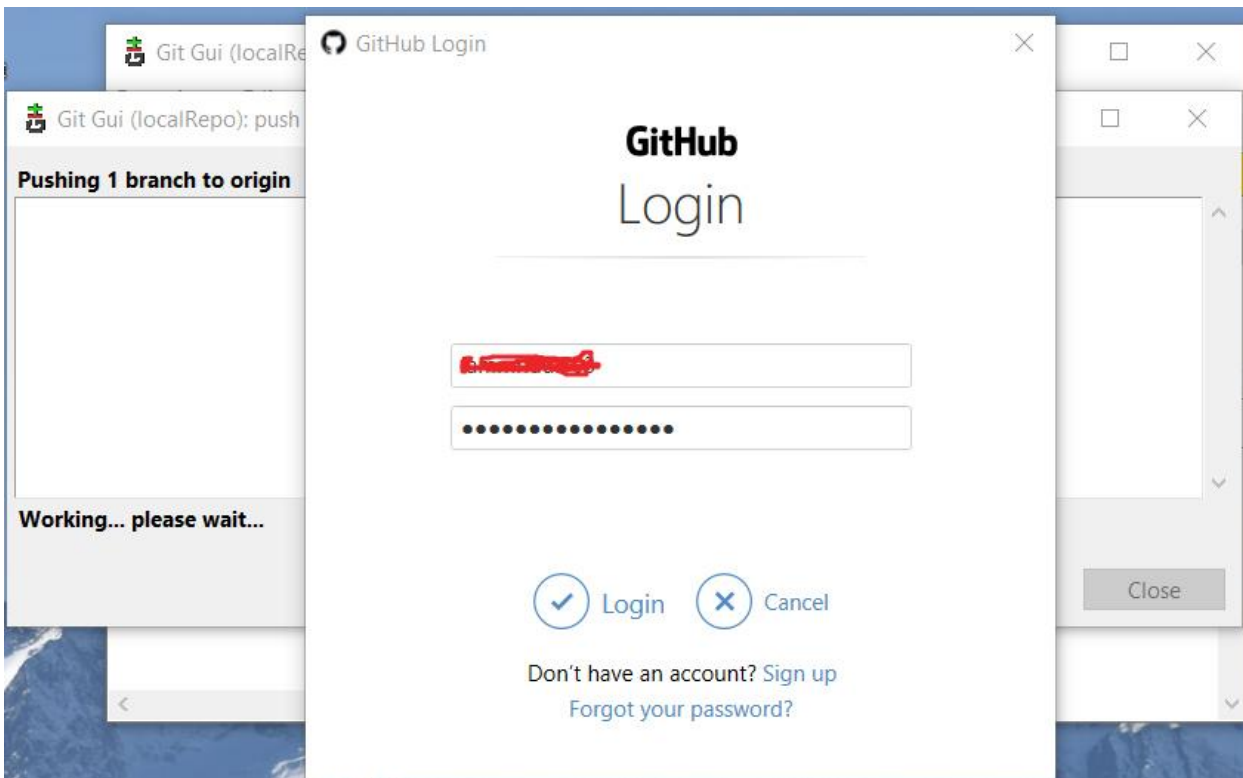 Git Gui (localRe
GitHub Login
Git Gui (localRepo): push
Pushing 1 branch to origin
GitHub
Login
●●●●●●●●●●●●●●●●
Working... please wait...
Login
Cancel
Close
Don't have an account? Sign up
Forgot your password?